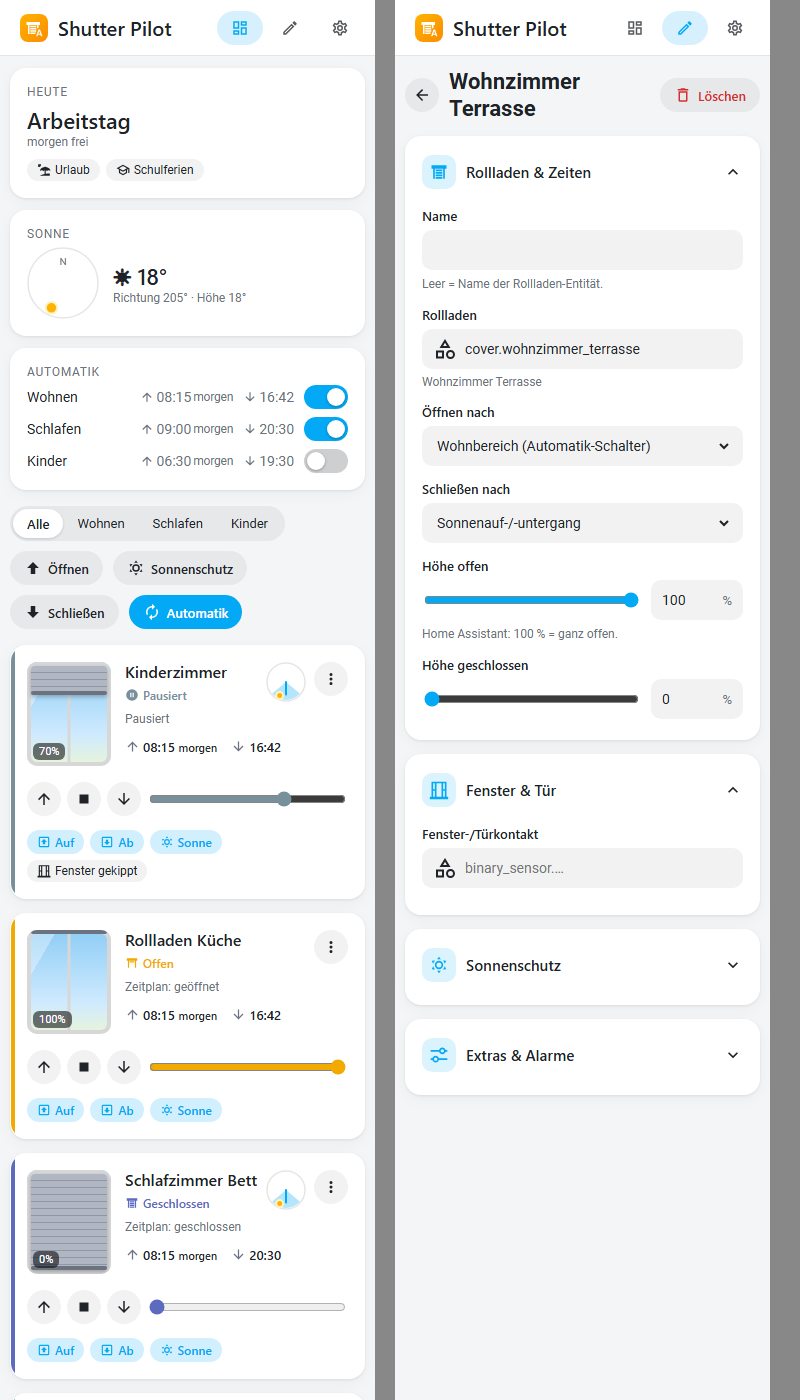 Shutter Pilot
HEUTE
Arbeitstag
morgen frei
Urlaub
Schulferien
SONNE
N
18°
Richtung 205° · Höhe 18°
AUTOMATIK
Wohnen ↑ 08:15 morgen ↓ 16:42
Schlafen ↑ 09:00 morgen ↓ 20:30
Kinder ↑ 06:30 morgen ↓ 19:30
Alle Wohnen Schlafen Kinder
Öffnen Sonnenschutz
Schließen Automatik
Kinderzimmer
Pausiert
Pausiert
↑ 08:15 morgen ↓ 16:42
70%
Auf Ab Sonne
Fenster gekippt
Rollladen Küche
Offen
Zeitplan: geöffnet
↑ 08:15 morgen ↓ 16:42
100%
Auf Ab Sonne
Schlafzimmer Bett
Geschlossen
Zeitplan: geschlossen
↑ 08:15 morgen ↓ 20:30
0%
Auf Ab Sonne
Shutter Pilot
Wohnzimmer
Terrasse
Löschen
Rollladen & Zeiten
Name
Leer = Name der Rollladen-Entität.
Rollladen
cover.wohnzimmer_terrasse
Wohnzimmer Terrasse
Öffnen nach
Wohnbereich (Automatik-Schalter)
Schließen nach
Sonnenauf-/-untergang
Höhe offen
100 %
Home Assistant: 100 % = ganz offen.
Höhe geschlossen
0 %
Fenster & Tür
Fenster-/Türkontakt
binary_sensor.…
Sonnenschutz
Extras & Alarme